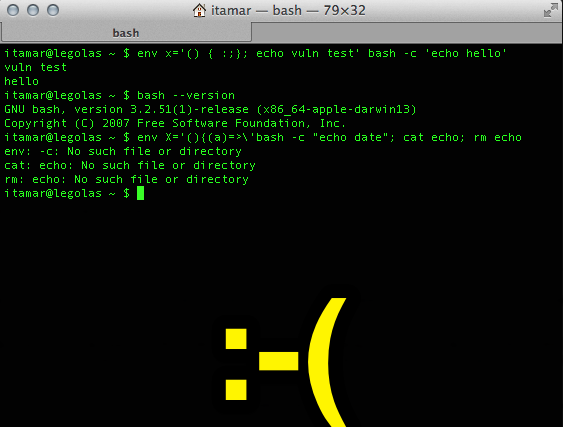 itamar — bash — 79×32
bash
itamar@legolas ~ $ env x='() { :;}; echo vuln test' bash -c 'echo hello'
vuln test
hello
itamar@legolas ~ $ bash --version
GNU bash, version 3.2.51(1)-release (x86_64-apple-darwin13)
Copyright (C) 2007 Free Software Foundation, Inc.
itamar@legolas ~ $ env X='(){(a)=>\'bash -c "echo date"; cat echo; rm echo
env: -c: No such file or directory
cat: echo: No such file or directory
rm: echo: No such file or directory
itamar@legolas ~ $
:-(